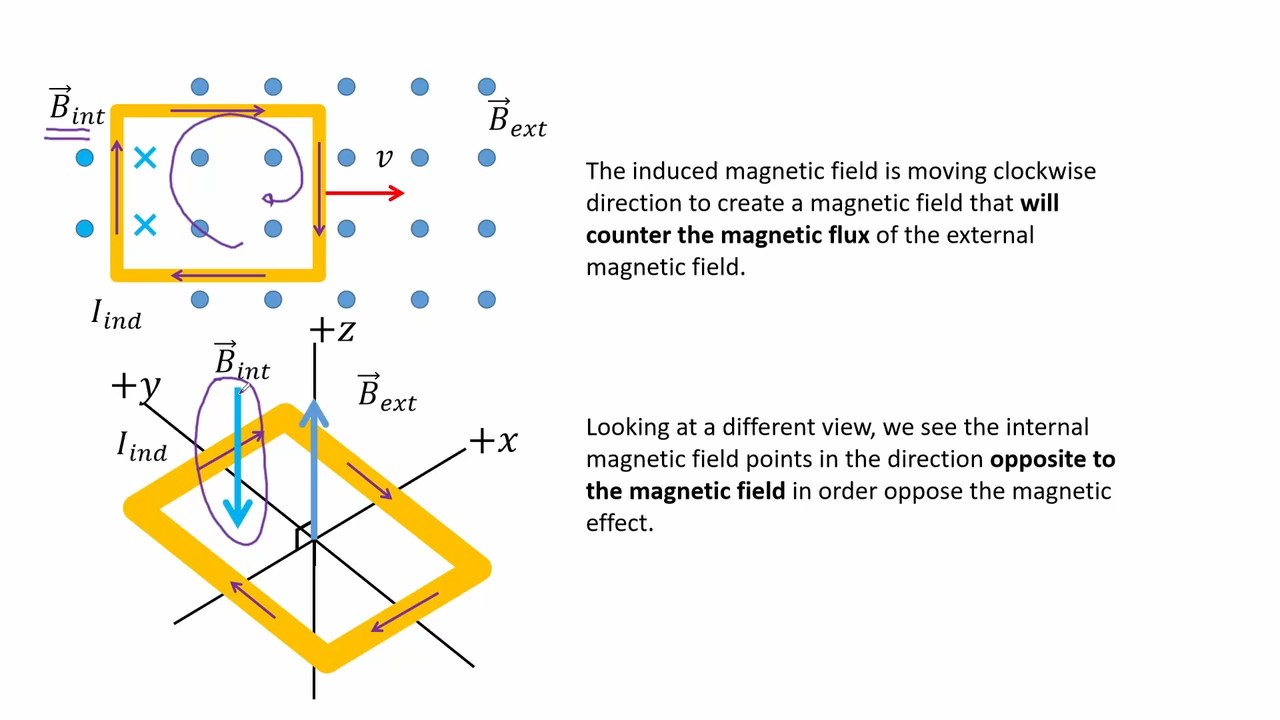 B⃗int
B⃗ext
v
The induced magnetic field is moving clockwise
direction to create a magnetic field that will
counter the magnetic flux of the external
magnetic field.
Iind
+z
B⃗int
+y
B⃗ext
Iind
+x
Looking at a different view, we see the internal
magnetic field points in the direction opposite to
the magnetic field in order oppose the magnetic
effect.